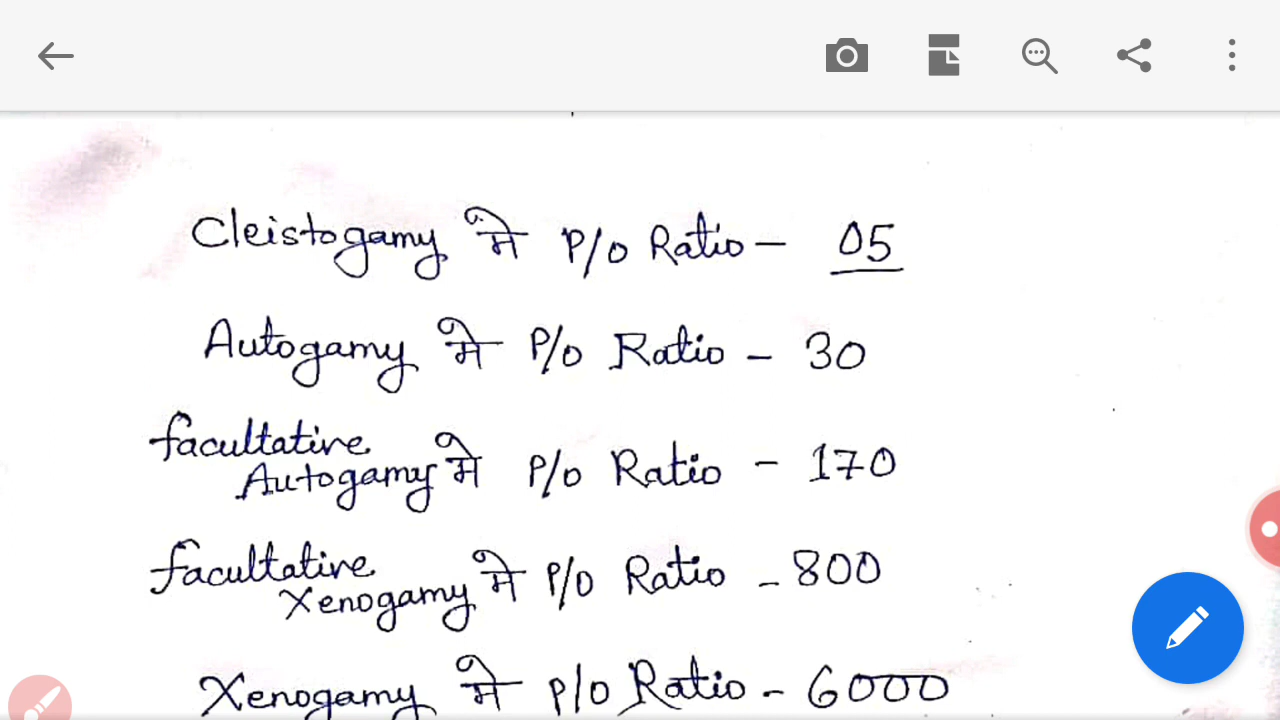 Cleistogamy मे P/o Ratio - 05
Autogamy मे P/o Ratio - 30
facultative
Autogamy मे P/o Ratio - 170
facultative
Xenogamy मे P/o Ratio - 800
Xenogamy मे P/o Ratio - 6000